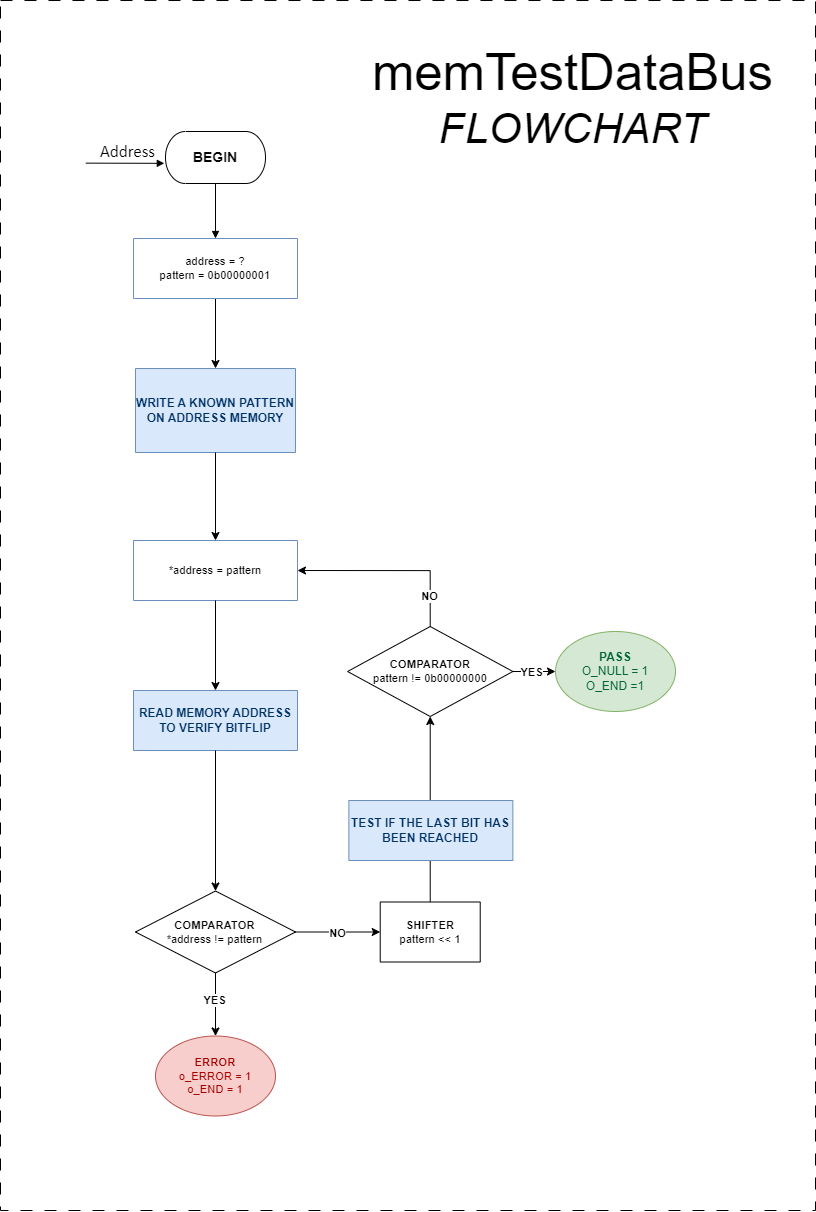 memTestDataBus
FLOWCHART
Address
BEGIN
address = ?
pattern = 0b00000001
WRITE A KNOWN PATTERN
ON ADDRESS MEMORY
*address = pattern
NO
COMPARATOR
pattern != 0b00000000
YES
PASS
O_NULL = 1
O_END =1
READ MEMORY ADDRESS
TO VERIFY BITFLIP
TEST IF THE LAST BIT HAS
BEEN REACHED
COMPARATOR
*address != pattern
NO
SHIFTER
pattern << 1
YES
ERROR
o_ERROR = 1
o_END = 1